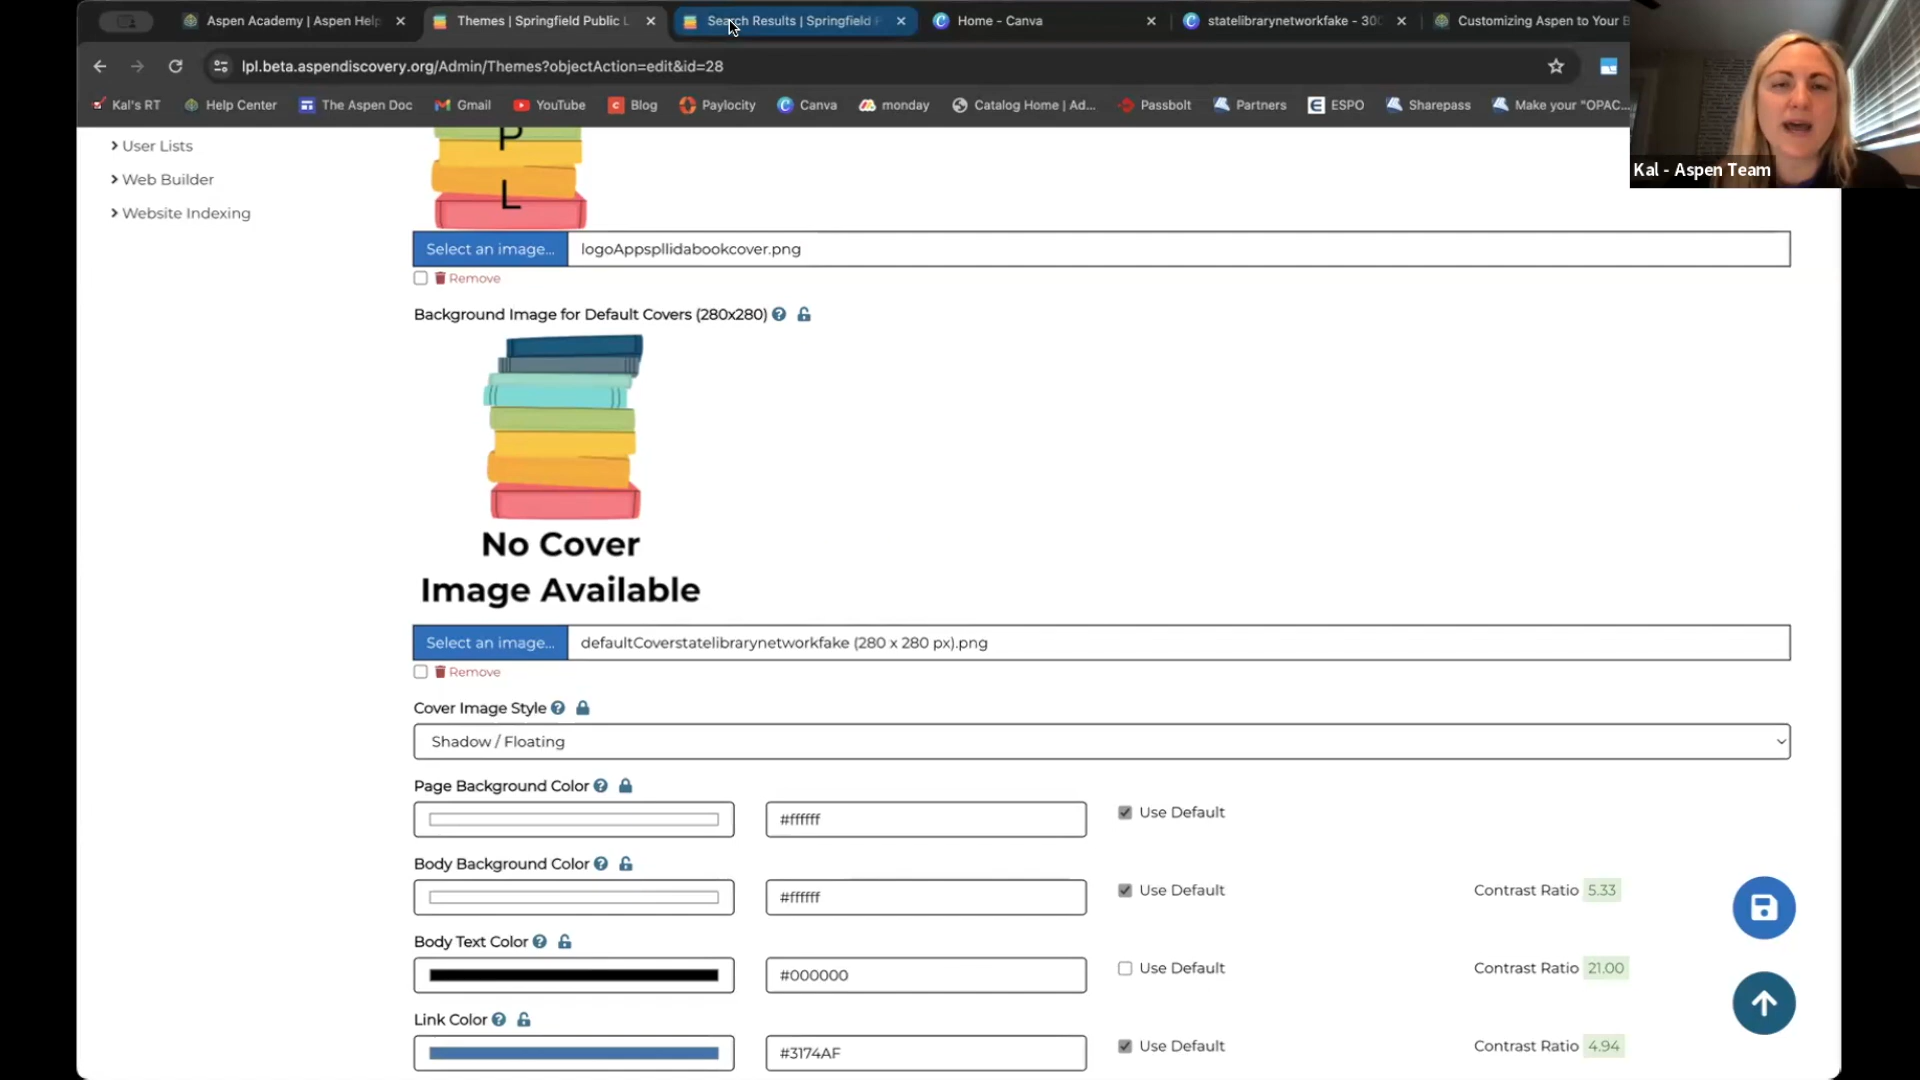 Aspen Academy | Aspen Help
Themes | Springfield Public L
Search Results | Springfield P
Home - Canva
statelibrarynetworkfake - 300
Customizing Aspen to Your B
lpl.beta.aspendiscovery.org/Admin/Themes?objectAction=edit&id=28
Kal's RT
Help Center
The Aspen Doc
Gmail
YouTube
Blog
Paylocity
Canva
monday
Catalog Home | Ad...
Passbolt
Partners
ESPO
Sharepass
Make your "OPAC...
Kal - Aspen Team
User Lists
Web Builder
Website Indexing
P
L
Select an image... logoAppspllidabookcover.png
Remove
Background Image for Default Covers (280x280)
No Cover
Image Available
Select an image... defaultCoverstatelibrarynetworkfake (280 x 280 px).png
Remove
Cover Image Style
Shadow / Floating
Page Background Color
#ffffff Use Default
Body Background Color
#ffffff Use Default Contrast Ratio 5.33
Body Text Color
#000000 Use Default Contrast Ratio 21.00
Link Color
#3174AF Use Default Contrast Ratio 4.94